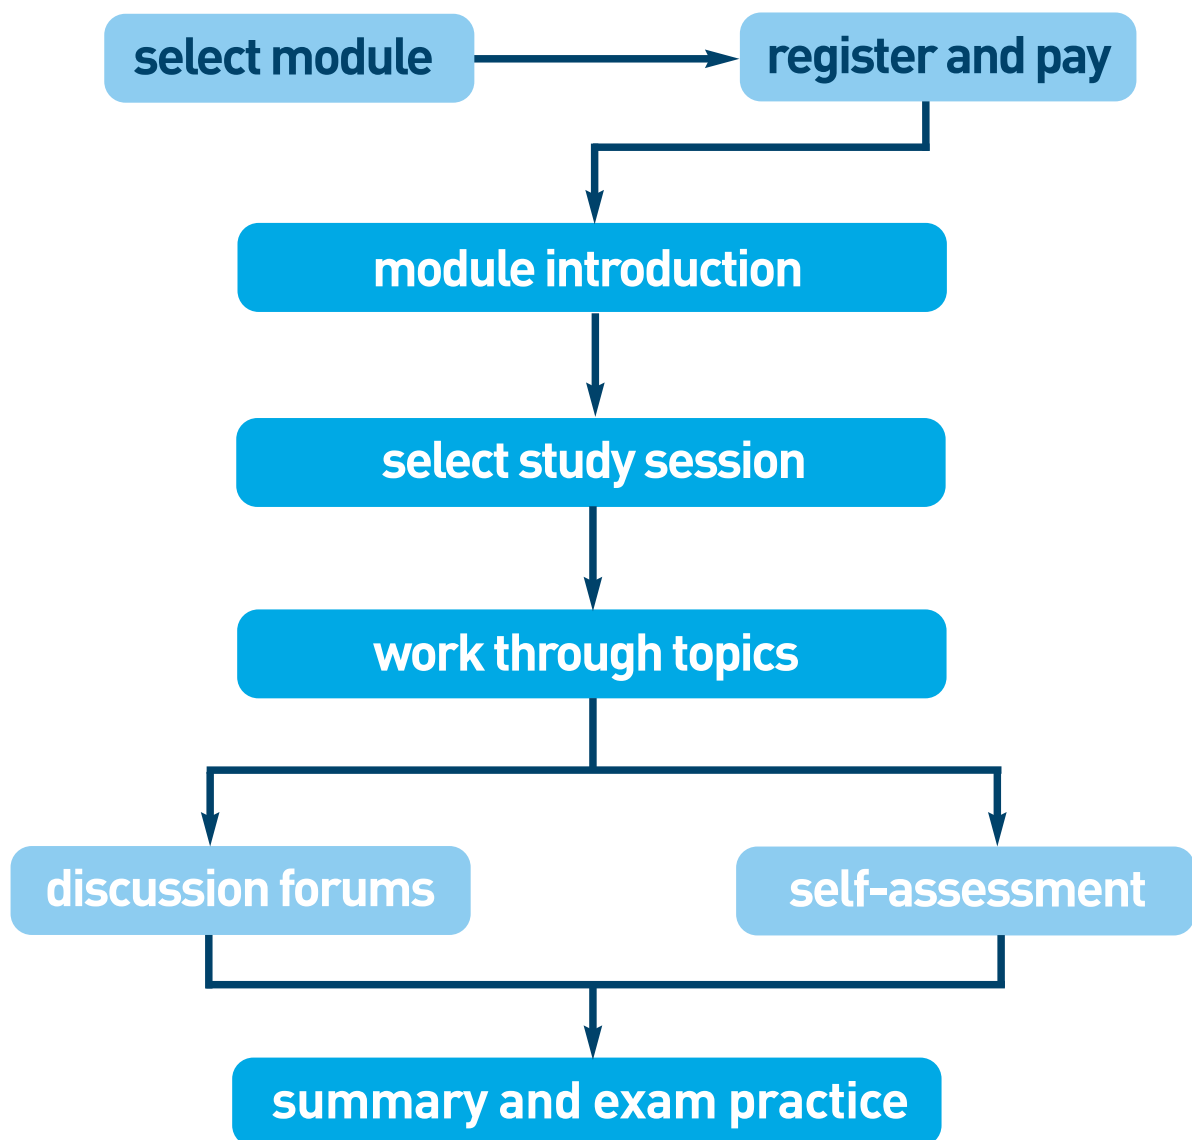 select module
register and pay
module introduction
select study session
work through topics
discussion forums
self-assessment
summary and exam practice